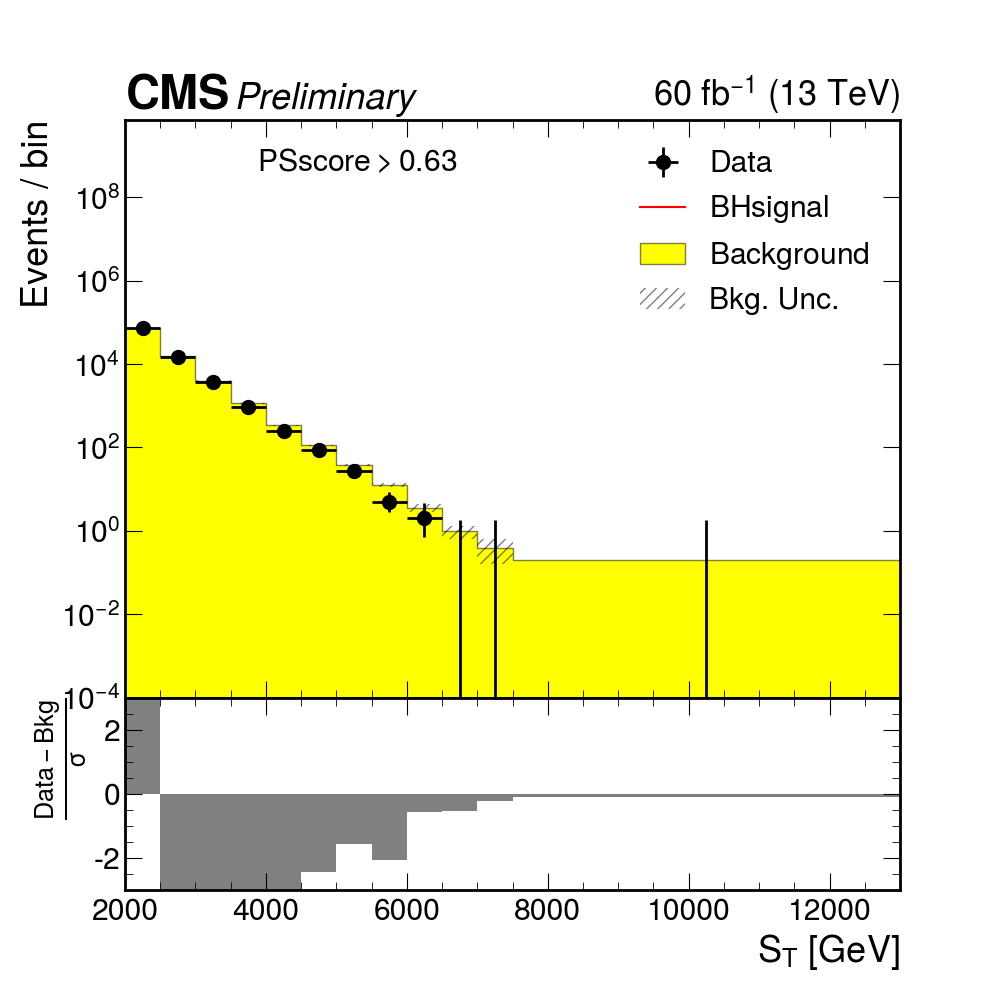 CMS Preliminary 60 fb⁻¹ (13 TeV)
Events / bin
PSscore > 0.63
Data
BHsignal
Background
Bkg. Unc.
10⁸
10⁶
10⁴
10²
10⁰
10⁻²
10⁻⁴
Data – Bkg
σ
2
0
-2
2000 4000 6000 8000 10000 12000
S_T [GeV]